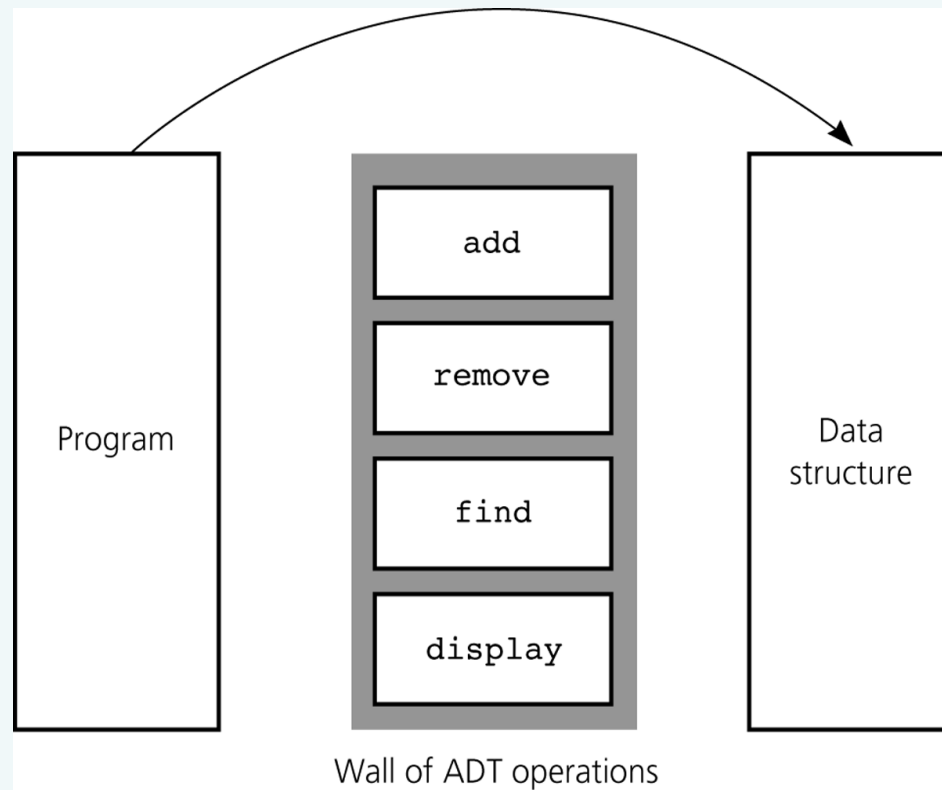 Program
add
remove
find
display
Data
structure
Wall of ADT operations